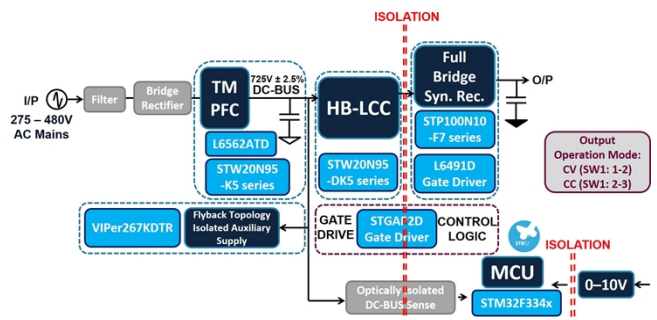 ISOLATION
I/P
275 – 480V
AC Mains
Filter
Bridge
Rectifier
TM
PFC
725V ± 2.5%
DC-BUS
HB-LCC
Full
Bridge
Syn. Rec.
O/P
L6562ATD
STW20N95
-K5 series
STW20N95
-DK5 series
STP100N10
-F7 series
L6491D
Gate Driver
Output
Operation Mode:
CV (SW1: 1-2)
CC (SW1: 2-3)
VIPer267KDTR
Flyback Topology
Isolated Auxiliary
Supply
GATE
DRIVE
STGAP2D
Gate Driver
CONTROL
LOGIC
STM32
ISOLATION
Optically Isolated
DC-BUS Sense
MCU
STM32F334x
0–10V